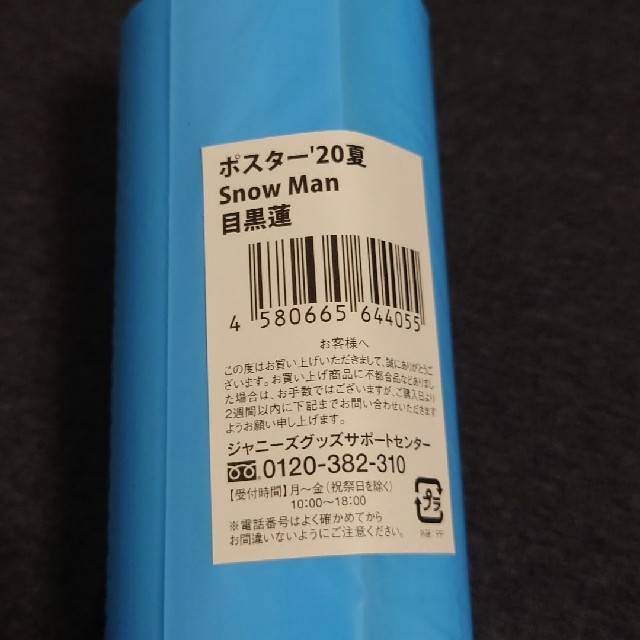 ポスター'20夏
Snow Man
目黒蓮
4 580665 644055
お客様へ
この度はお買い上げいただきまして、誠にありがとうご
ざいます。お買い上げ商品に不都合品などありまし
た場合は、お手数ではございますが、ご購入日より
2週間以内に下記までお問い合わせいただきます
ようお願い申し上げます。
ジャニーズグッズサポートセンター
0120-382-310
【受付時間】月〜金(祝祭日を除く)
10:00〜18:00
※電話番号はよく確かめてから
お間違いないようにご注意ください。
プラ